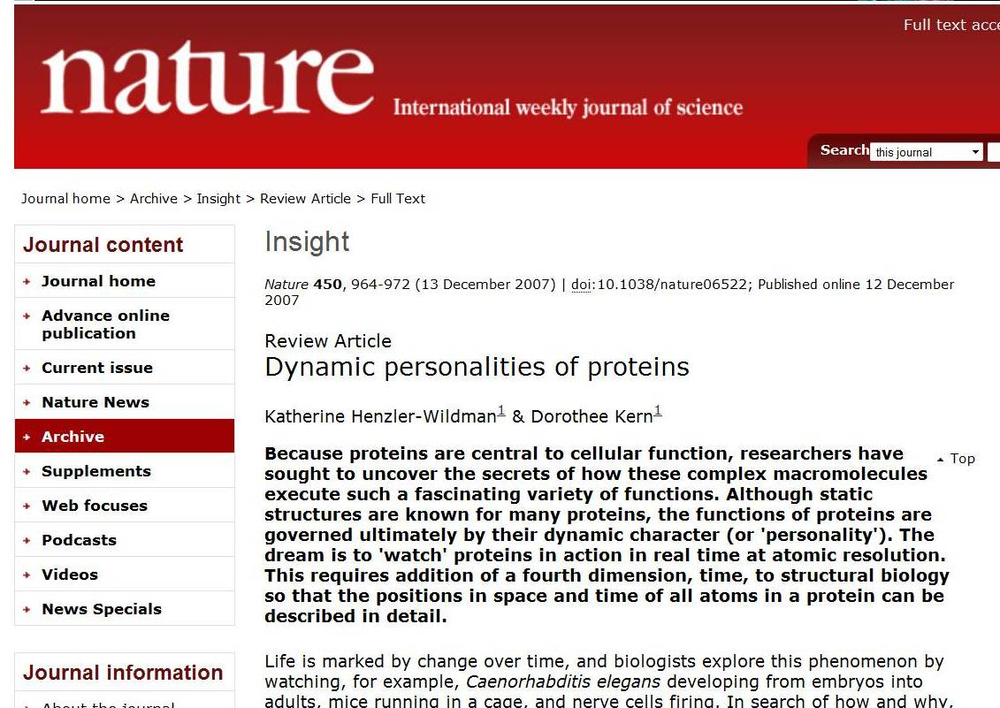 Full text acce
nature International weekly journal of science
Search this journal
Journal home > Archive > Insight > Review Article > Full Text
Journal content
Journal home
Advance online
publication
Current issue
Nature News
Archive
Supplements
Web focuses
Podcasts
Videos
News Specials
Journal information
About the journal
Insight
Nature 450, 964-972 (13 December 2007) | doi:10.1038/nature06522; Published online 12 December
2007
Review Article
Dynamic personalities of proteins
Katherine Henzler-Wildman1 & Dorothee Kern1
Top
Because proteins are central to cellular function, researchers have
sought to uncover the secrets of how these complex macromolecules
execute such a fascinating variety of functions. Although static
structures are known for many proteins, the functions of proteins are
governed ultimately by their dynamic character (or 'personality'). The
dream is to 'watch' proteins in action in real time at atomic resolution.
This requires addition of a fourth dimension, time, to structural biology
so that the positions in space and time of all atoms in a protein can be
described in detail.
Life is marked by change over time, and biologists explore this phenomenon by
watching, for example, Caenorhabditis elegans developing from embryos into
adults, mice running in a cage, and nerve cells firing. In search of how and why,